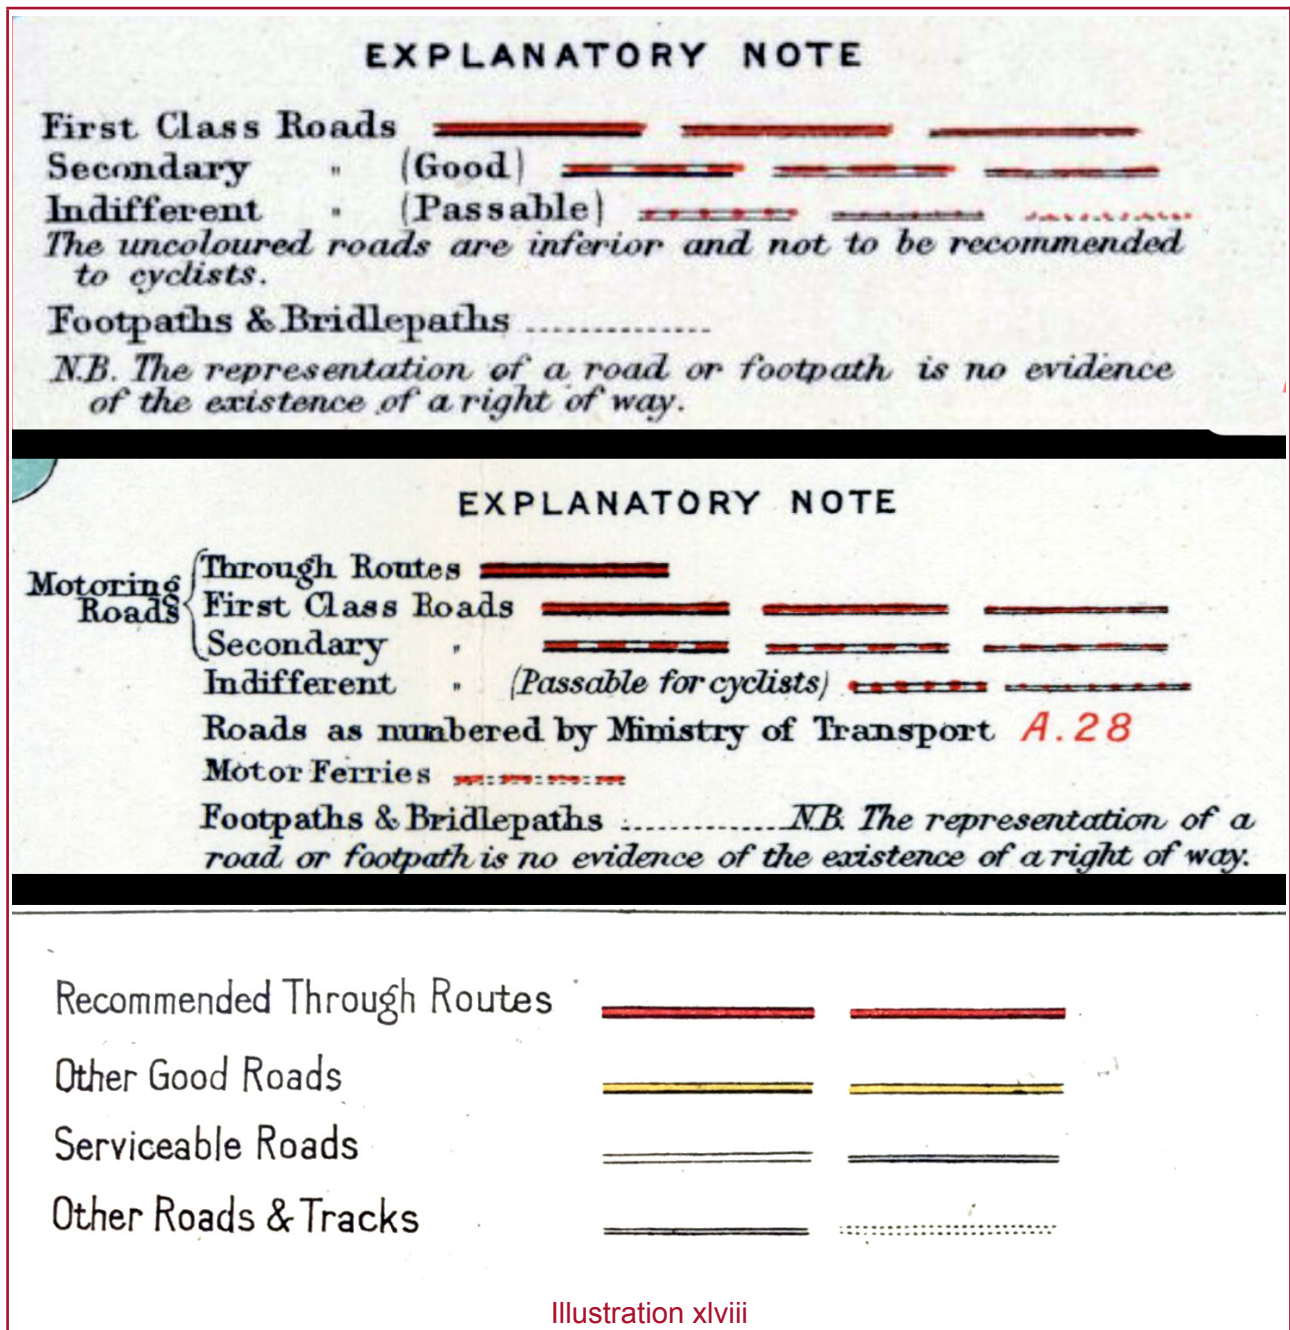 EXPLANATORY NOTE
First Class Roads
Secondary " (Good)
Indifferent " (Passable)
The uncoloured roads are inferior and not to be recommended
to cyclists.
Footpaths & Bridlepaths ..............
N.B. The representation of a road or footpath is no evidence
of the existence of a right of way.
EXPLANATORY NOTE
Motoring Roads
Through Routes
First Class Roads
Secondary "
Indifferent " (Passable for cyclists)
Roads as numbered by Ministry of Transport A.28
Motor Ferries
Footpaths & Bridlepaths ..............N.B. The representation of a
road or footpath is no evidence of the existence of a right of way.
Recommended Through Routes
Other Good Roads
Serviceable Roads
Other Roads & Tracks
Illustration xlviii